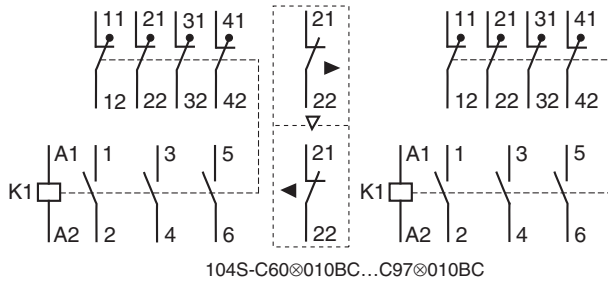 11 21 31 41 21 11 21 31 41
12 22 32 42 22 12 22 32 42
A1 1 3 5 21 A1 1 3 5
K1 K1
A2 2 4 6 22 A2 2 4 6
104S-C60⊗010BC...C97⊗010BC